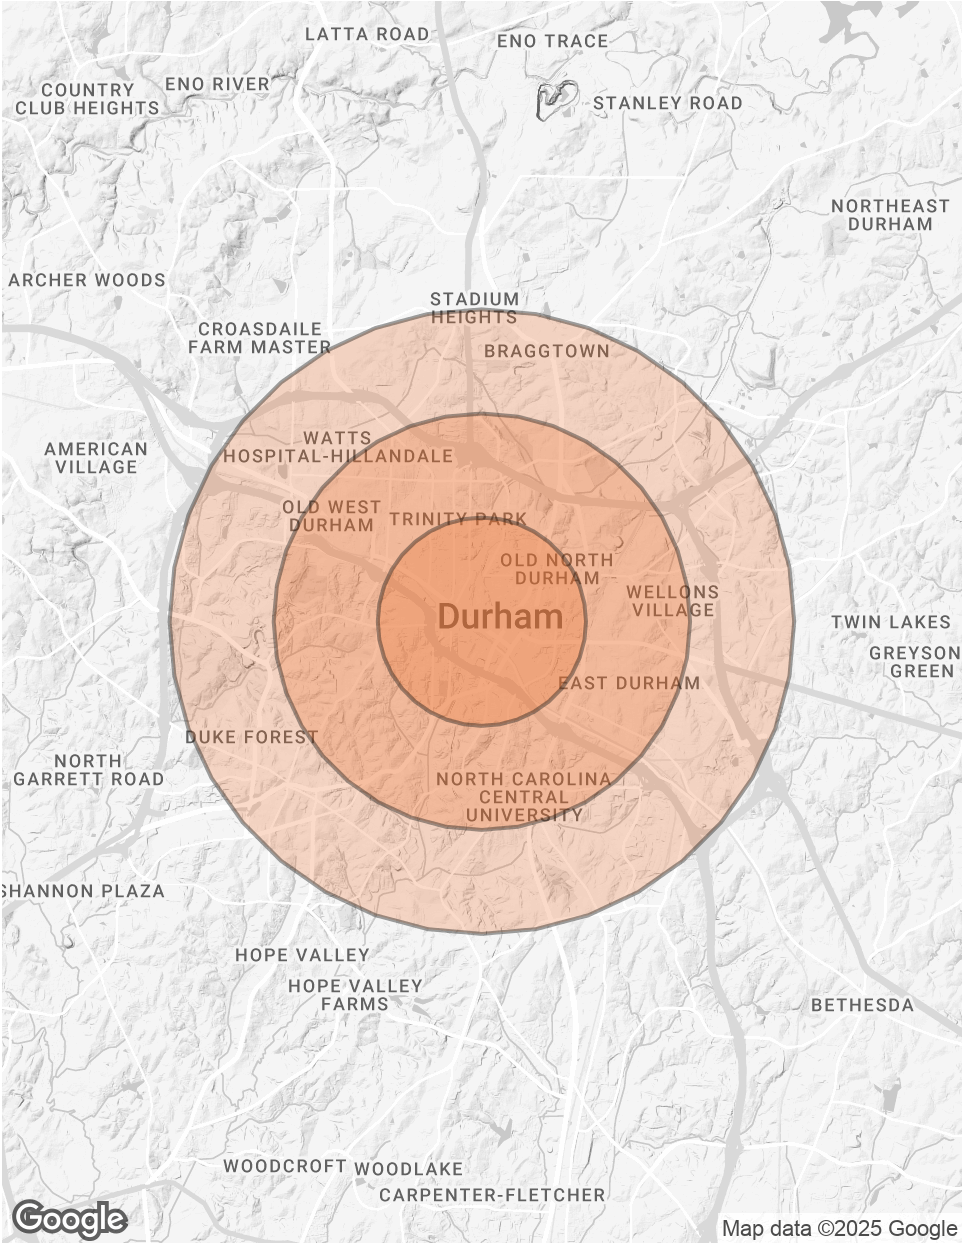 LATTA ROAD
ENO TRACE
ENO RIVER
COUNTRY
CLUB HEIGHTS
STANLEY ROAD
NORTHEAST
DURHAM
ARCHER WOODS
STADIUM
HEIGHTS
CROASDAILE
FARM MASTER
BRAGGTOWN
WATTS
HOSPITAL-HILLANDALE
AMERICAN
VILLAGE
OLD WEST
DURHAM
TRINITY PARK
OLD NORTH
DURHAM
WELLONS
VILLAGE
Durham
TWIN LAKES
GREYSON
GREEN
EAST DURHAM
DUKE FOREST
NORTH
GARRETT ROAD
NORTH CAROLINA
CENTRAL
UNIVERSITY
SHANNON PLAZA
HOPE VALLEY
HOPE VALLEY
FARMS
BETHESDA
WOODCROFT
WOODLAKE
CARPENTER-FLETCHER
Google
Map data ©2025 Google